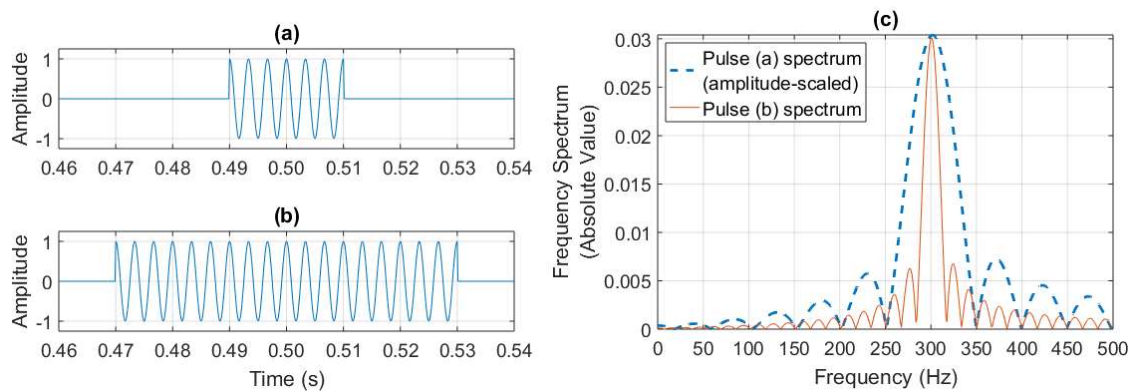 (a)
Amplitude
1
0
-1
0.46 0.47 0.48 0.49 0.50 0.51 0.52 0.53 0.54
(b)
Amplitude
1
0
-1
0.46 0.47 0.48 0.49 0.50 0.51 0.52 0.53 0.54
Time (s)
(c)
Frequency Spectrum
(Absolute Value)
0.03
0.025
0.02
0.015
0.01
0.005
0
Pulse (a) spectrum
(amplitude-scaled)
Pulse (b) spectrum
0 50 100 150 200 250 300 350 400 450 500
Frequency (Hz)